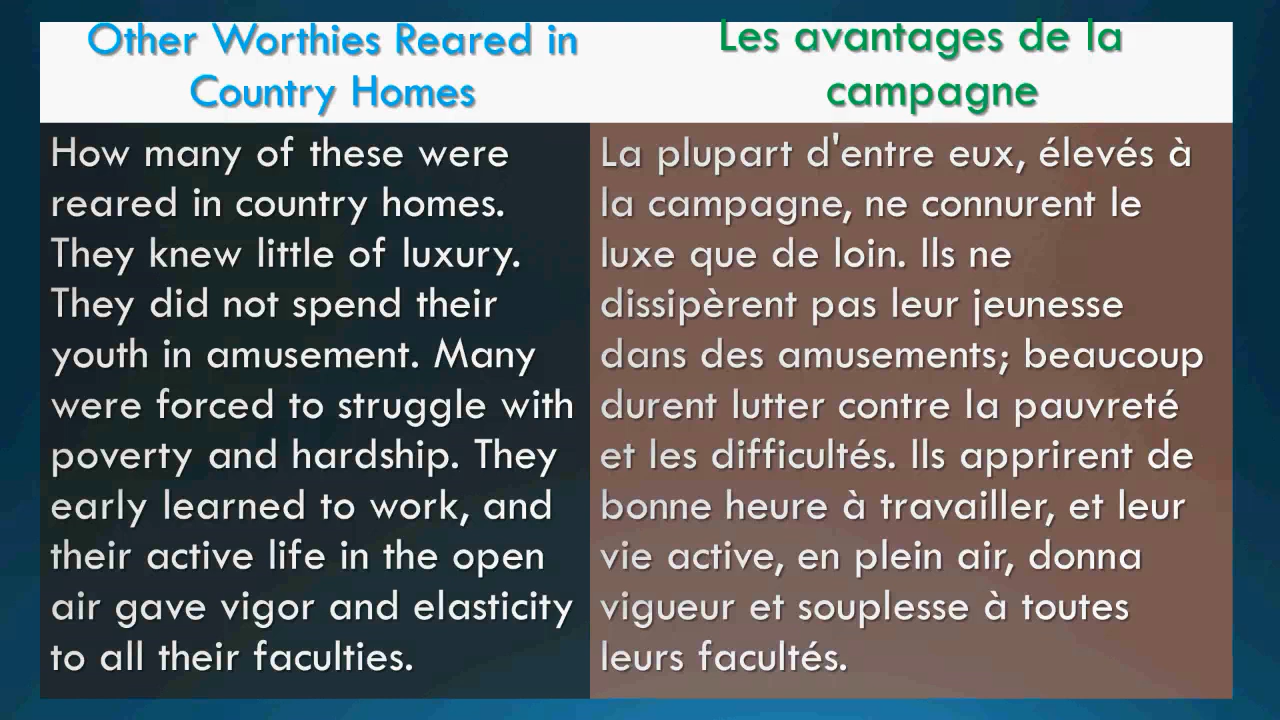 Other Worthies Reared in
Country Homes
How many of these were
reared in country homes.
They knew little of luxury.
They did not spend their
youth in amusement. Many
were forced to struggle with
poverty and hardship. They
early learned to work, and
their active life in the open
air gave vigor and elasticity
to all their faculties.
Les avantages de la
campagne
La plupart d'entre eux, élevés à
la campagne, ne connurent le
luxe que de loin. Ils ne
dissipèrent pas leur jeunesse
dans des amusements; beaucoup
durent lutter contre la pauvreté
et les difficultés. Ils apprirent de
bonne heure à travailler, et leur
vie active, en plein air, donna
vigueur et souplesse à toutes
leurs facultés.